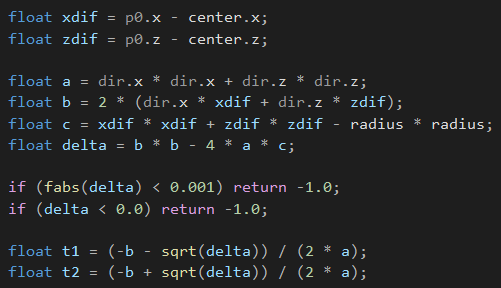 float xdif = p0.x - center.x;
float zdif = p0.z - center.z;
float a = dir.x * dir.x + dir.z * dir.z;
float b = 2 * (dir.x * xdif + dir.z * zdif);
float c = xdif * xdif + zdif * zdif - radius * radius;
float delta = b * b - 4 * a * c;
if (fabs(delta) < 0.001) return -1.0;
if (delta < 0.0) return -1.0;
float t1 = (-b - sqrt(delta)) / (2 * a);
float t2 = (-b + sqrt(delta)) / (2 * a);